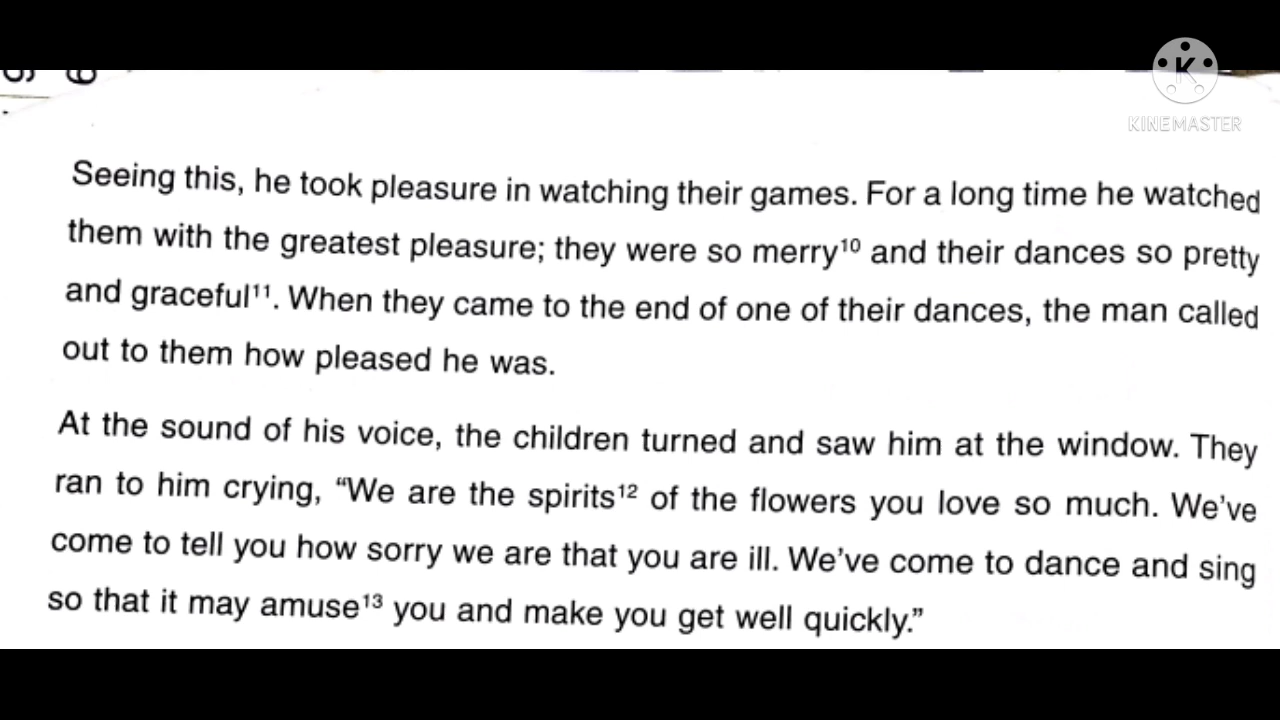 KINEMASTER
Seeing this, he took pleasure in watching their games. For a long time he watched
them with the greatest pleasure; they were so merry¹⁰ and their dances so pretty
and graceful¹¹. When they came to the end of one of their dances, the man called
out to them how pleased he was.
At the sound of his voice, the children turned and saw him at the window. They
ran to him crying, “We are the spirits¹² of the flowers you love so much. We’ve
come to tell you how sorry we are that you are ill. We’ve come to dance and sing
so that it may amuse¹³ you and make you get well quickly.”